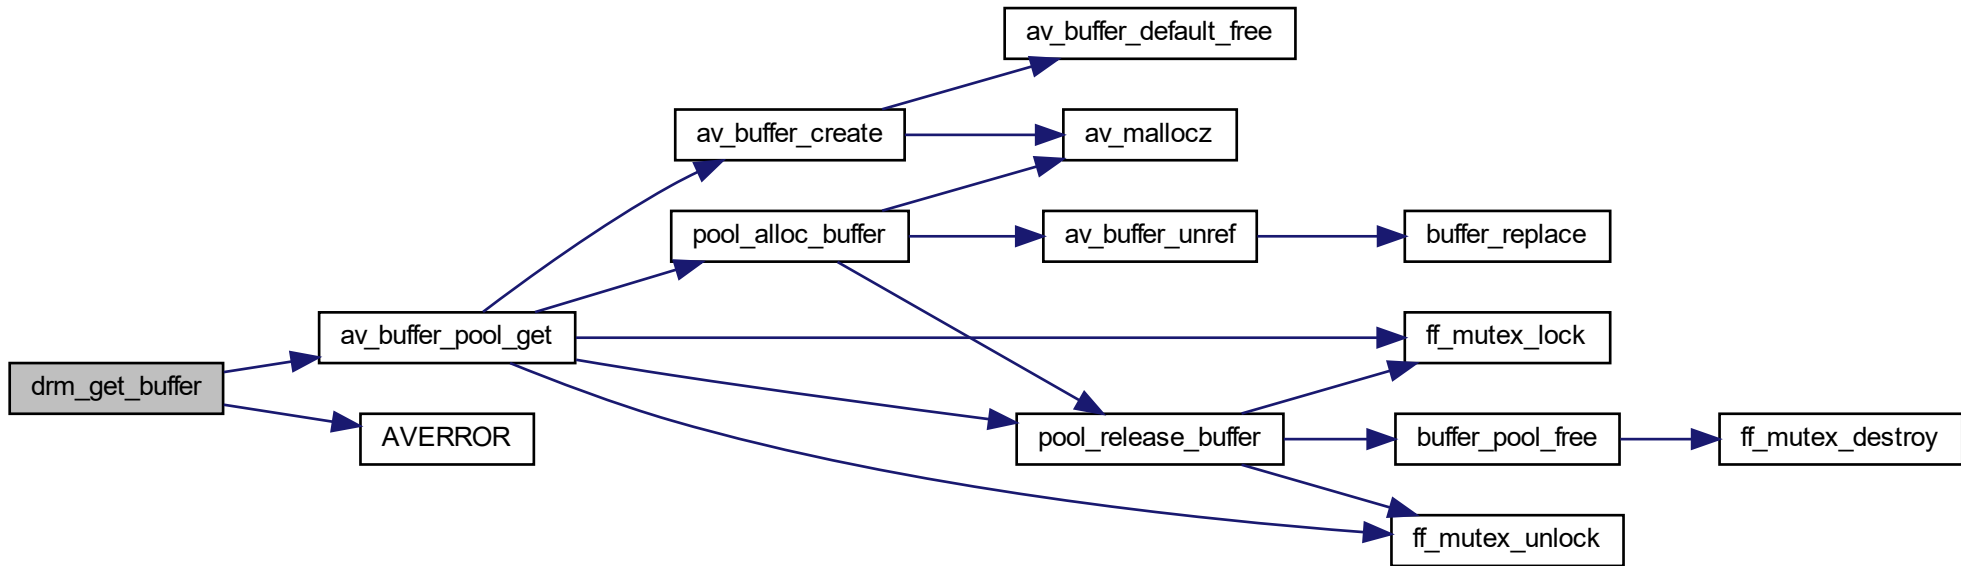 av_buffer_default_free
av_buffer_create
av_mallocz
pool_alloc_buffer
av_buffer_unref
buffer_replace
av_buffer_pool_get
ff_mutex_lock
drm_get_buffer
AVERROR
pool_release_buffer
buffer_pool_free
ff_mutex_destroy
ff_mutex_unlock